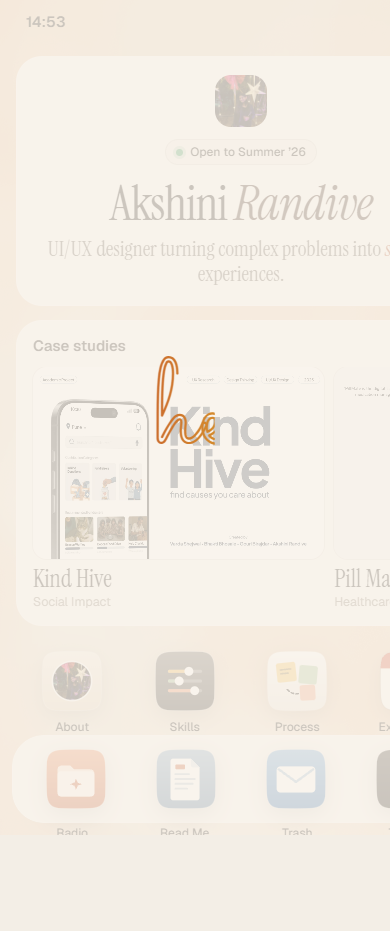 14:53
Open to Summer '26
Akshini Randive
UI/UX designer turning complex problems into
experiences.
Case studies
he
Kind
Hive
find causes you care about
Kind Hive
Social Impact
Pill Ma
Healthcar
About
Skills
Process
Ex
Radio
Read Me
Trash